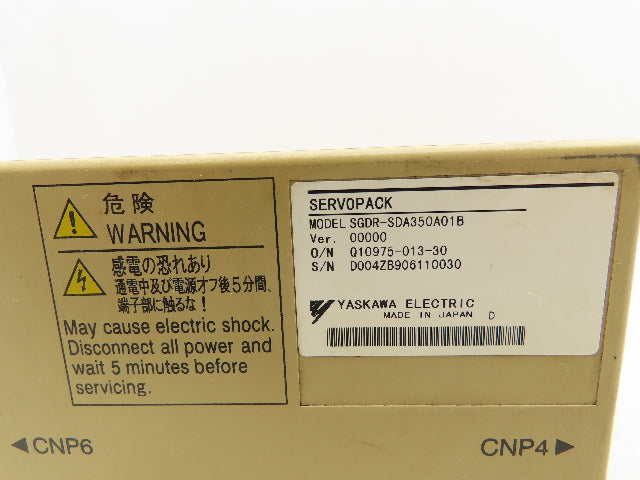 危険
WARNING
感電の恐れあり
通電中及び電源オフ後5分間、
端子部に触るな!
May cause electric shock.
Disconnect all power and
wait 5 minutes before
servicing.
SERVOPACK
MODEL SGDR-SDA350A01B
Ver. 00000
O/N Q10975-013-30
S/N D004ZB906110030
YASKAWA ELECTRIC
MADE IN JAPAN D
◀CNP6
CNP4▶